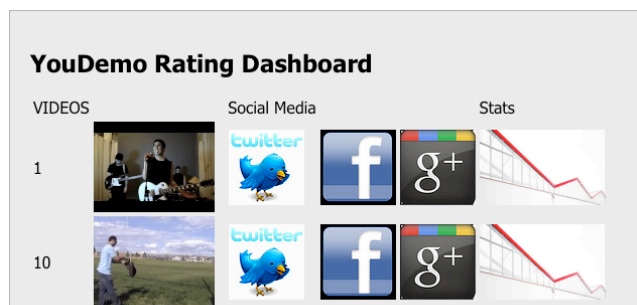 YouDemo Rating Dashboard
VIDEOS Social Media Stats
1 twitter f g+
10 twitter f g+